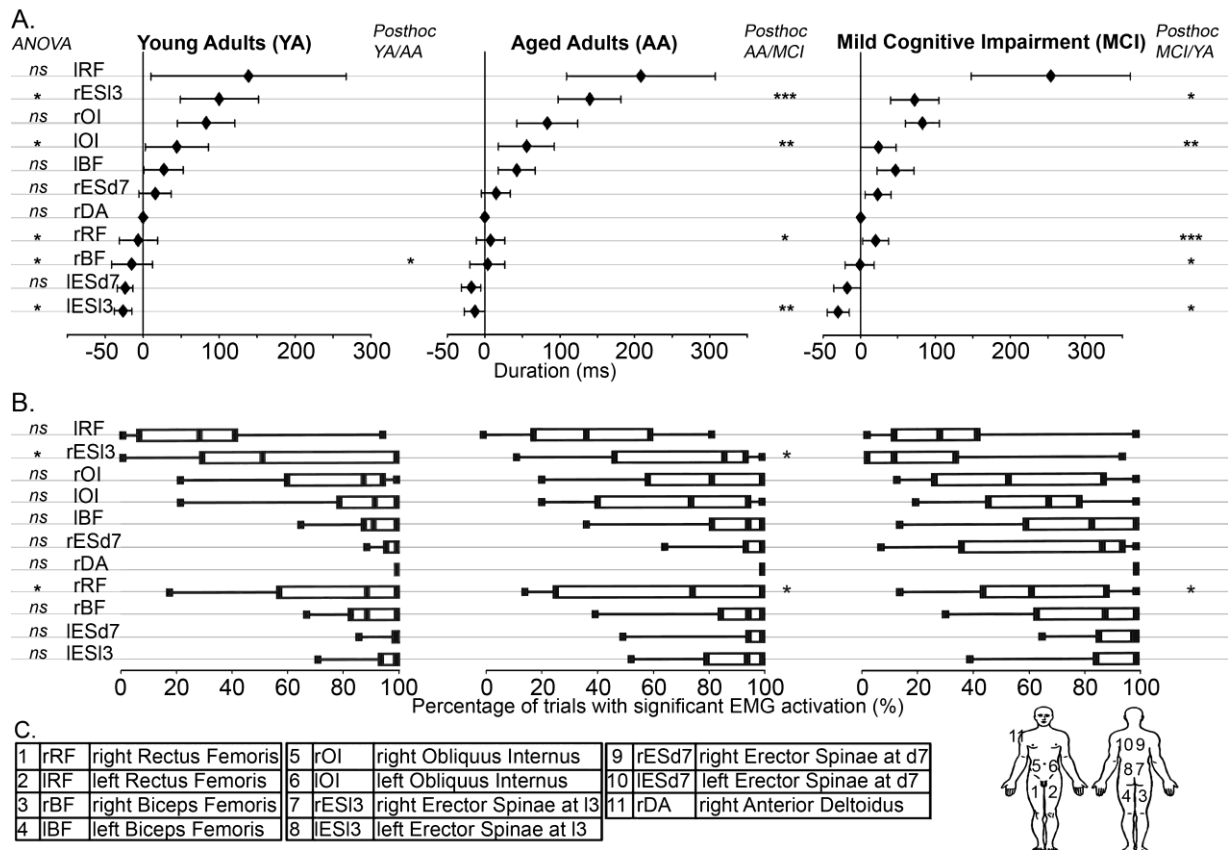 A.
ANOVA Young Adults (YA) Posthoc YA/AA Aged Adults (AA) Posthoc AA/MCI Mild Cognitive Impairment (MCI) Posthoc MCI/YA
ns lRF
* rESl3 *** *
ns rOI
* lOI ** **
ns lBF
ns rESd7
ns rDA
* rRF * ***
* rBF * *
ns lESd7
* lESl3 ** *
-50 0 100 200 300 -50 0 100 200 300 -50 0 100 200 300
Duration (ms)
B.
ns lRF
* rESl3 *
ns rOI
ns lOI
ns lBF
ns rESd7
ns rDA
* rRF * *
ns rBF
ns lESd7
ns lESl3
0 20 40 60 80 100 0 20 40 60 80 100 0 20 40 60 80 100
Percentage of trials with significant EMG activation (%)
C.
1 rRF right Rectus Femoris 5 rOI right Obliquus Internus 9 rESd7 right Erector Spinae at d7
2 lRF left Rectus Femoris 6 lOI left Obliquus Internus 10 lESd7 left Erector Spinae at d7
3 rBF right Biceps Femoris 7 rESl3 right Erector Spinae at l3 11 rDA right Anterior Deltoidus
4 lBF left Biceps Femoris 8 lESl3 left Erector Spinae at l3
11 10 9
5 6 8 7
1 2 4 3